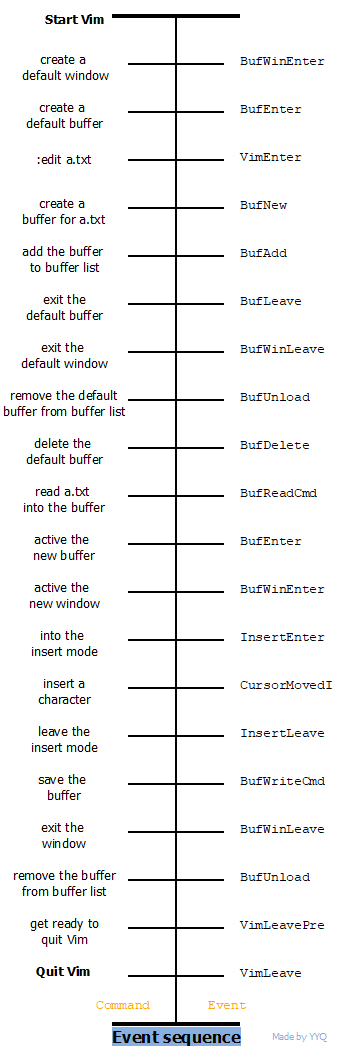 Start Vim
create a
default window
BufWinEnter
create a
default buffer
BufEnter
:edit a.txt
VimEnter
create a
buffer for a.txt
BufNew
add the buffer
to buffer list
BufAdd
exit the
default buffer
BufLeave
exit the
default window
BufWinLeave
remove the default
buffer from buffer list
BufUnload
delete the
default buffer
BufDelete
read a.txt
into the buffer
BufReadCmd
active the
new buffer
BufEnter
active the
new window
BufWinEnter
into the
insert mode
InsertEnter
insert a
character
CursorMovedI
leave the
insert mode
InsertLeave
save the
buffer
BufWriteCmd
exit the
window
BufWinLeave
remove the buffer
from buffer list
BufUnload
get ready to
quit Vim
VimLeavePre
Quit Vim
VimLeave
Command
Event
Event sequence
Made by YYQ